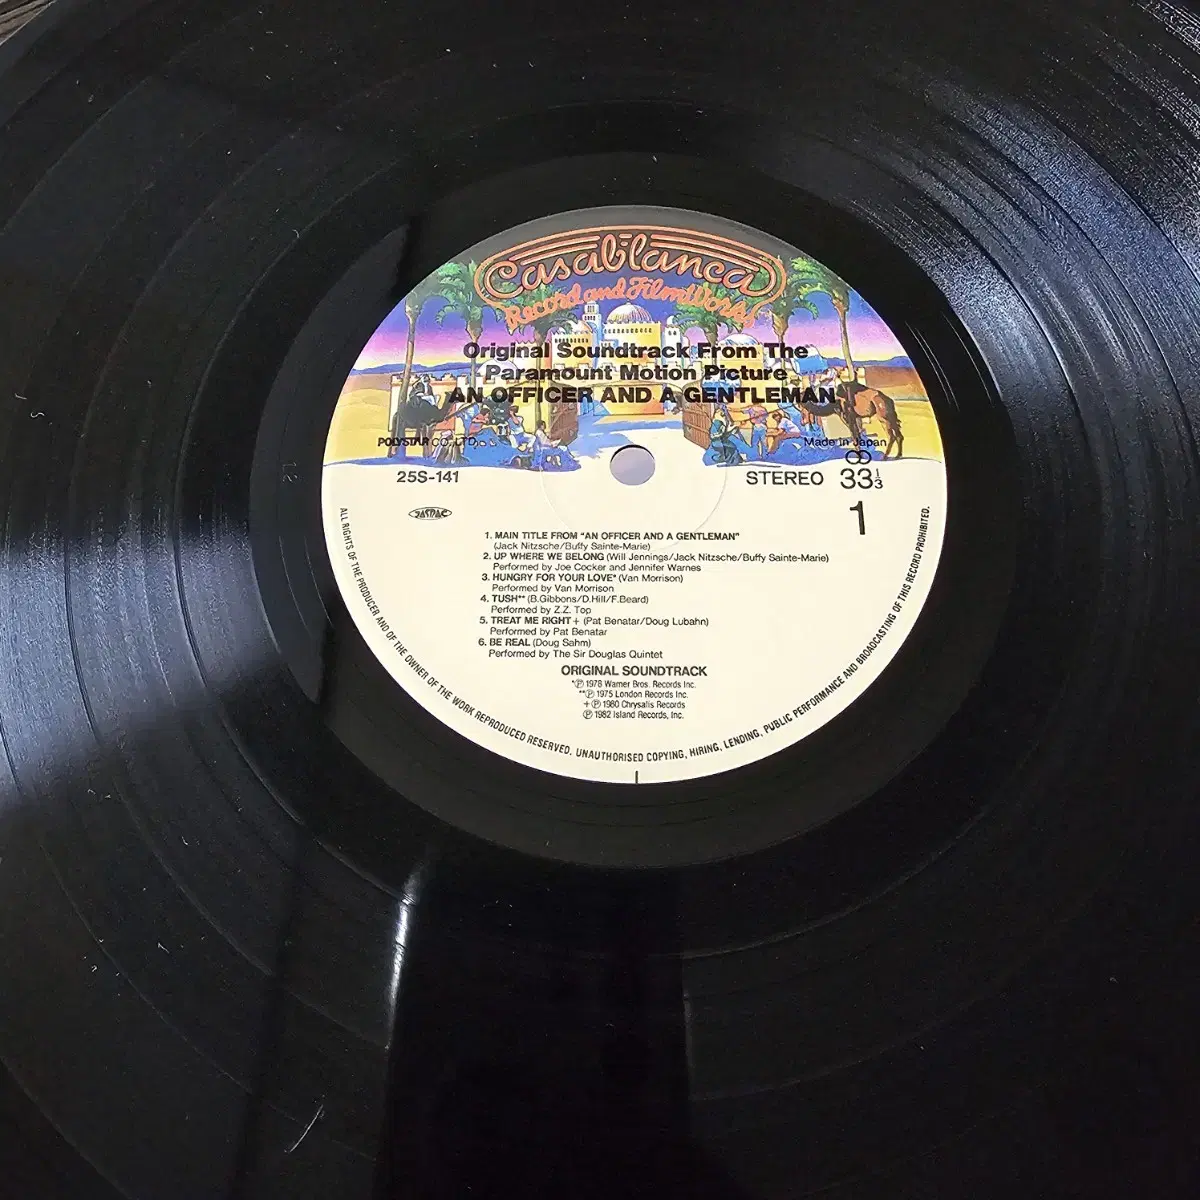 Casablanca
Record and FilmWorks
Original Soundtrack From The
Paramount Motion Picture
AN OFFICER AND A GENTLEMAN
POLYSTAR CO., LTD.
Made in Japan
25S-141
STEREO 33 1/3
JASRAC
1
1. MAIN TITLE FROM "AN OFFICER AND A GENTLEMAN"
(Jack Nitzsche/Buffy Sainte-Marie)
2. UP WHERE WE BELONG (Will Jennings/Jack Nitzsche/Buffy Sainte-Marie)
Performed by Joe Cocker and Jennifer Warnes
3. HUNGRY FOR YOUR LOVE* (Van Morrison)
Performed by Van Morrison
4. TUSH** (B.Gibbons/D.Hill/F.Beard)
Performed by Z.Z. Top
5. TREAT ME RIGHT + (Pat Benatar/Doug Lubahn)
Performed by Pat Benatar
6. BE REAL (Doug Sahm)
Performed by The Sir Douglas Quintet
ORIGINAL SOUNDTRACK
*Ⓟ 1978 Warner Bros. Records Inc.
**Ⓟ 1975 London Records Inc.
+ Ⓟ 1980 Chrysalis Records
Ⓟ 1982 Island Records, Inc.
ALL RIGHTS OF THE PRODUCER AND OF THE OWNER OF THE WORK REPRODUCED RESERVED. UNAUTHORISED COPYING, HIRING, LENDING, PUBLIC PERFORMANCE AND BROADCASTING OF THIS RECORD PROHIBITED.